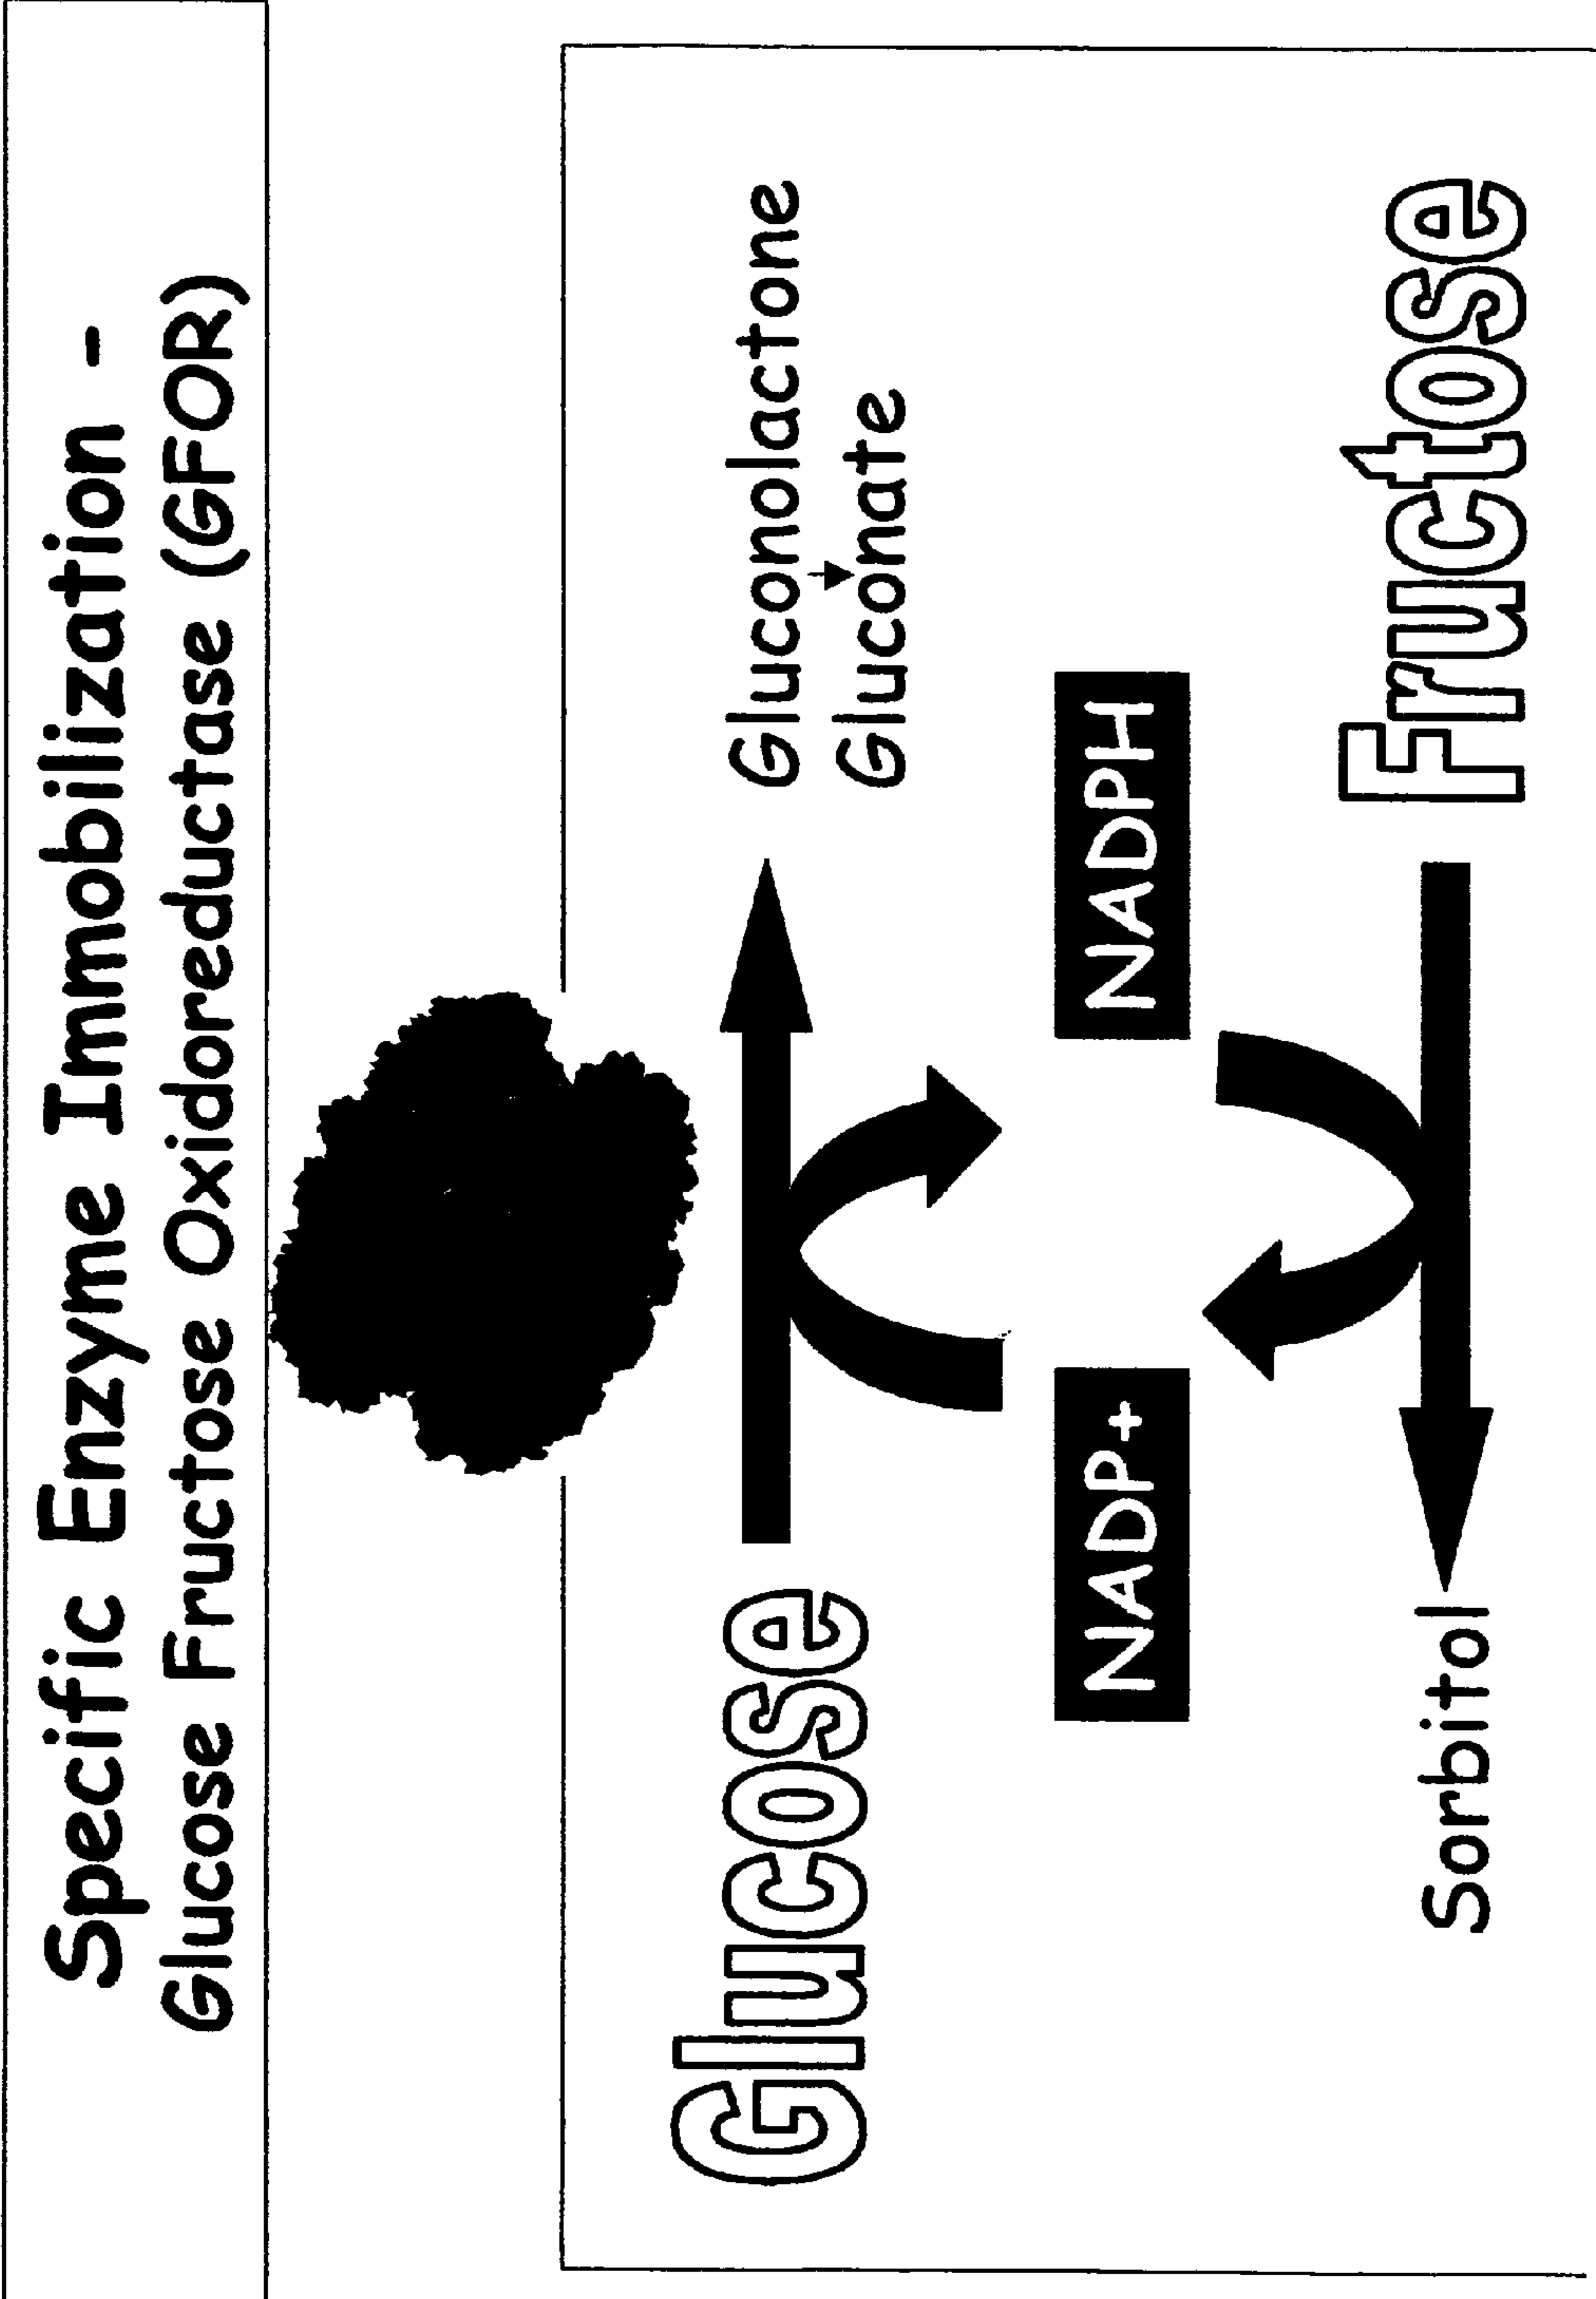 Specific Enzyme Immobilization -
Glucose Fructose Oxidoreductase (GFOR)
Glucose
Gluconolactone
Gluconate
NADP+
NADPH
Sorbitol
Fructose